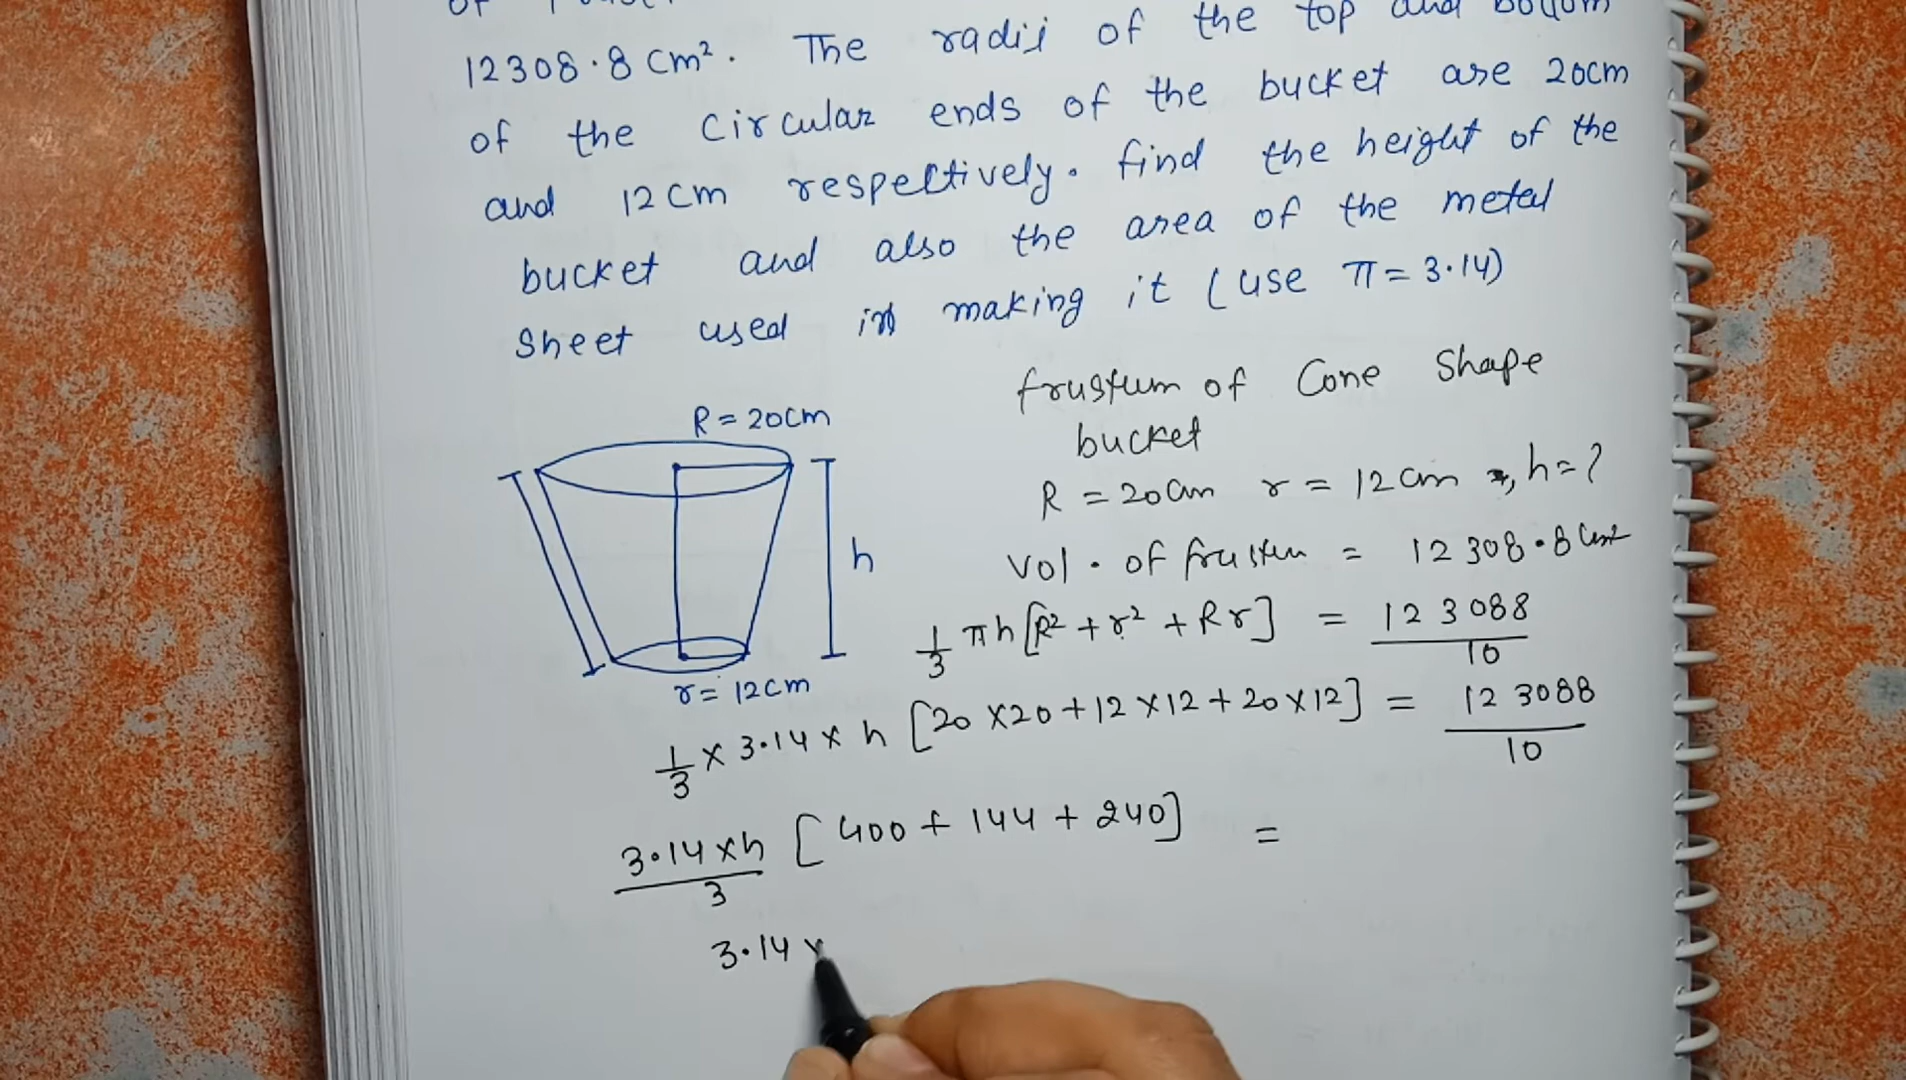 of
12308.8 cm². The radii of the top and bottom
of the Circular ends of the bucket are 20cm
and 12 cm respectively. find the height of the
bucket and also the area of the metal
Sheet used in making it (use π = 3.14)
frustum of Cone Shape
bucket
R = 20cm
R = 20cm r = 12 cm, h = ?
h
vol. of frustum = 12308.8 cm²
1/3 πh [R² + r² + Rr] = 123088/10
r = 12cm
1/3 × 3.14 × h [20 × 20 + 12 × 12 + 20 × 12] = 123088/10
3.14 × h/3 [400 + 144 + 240] =
3.14 ×